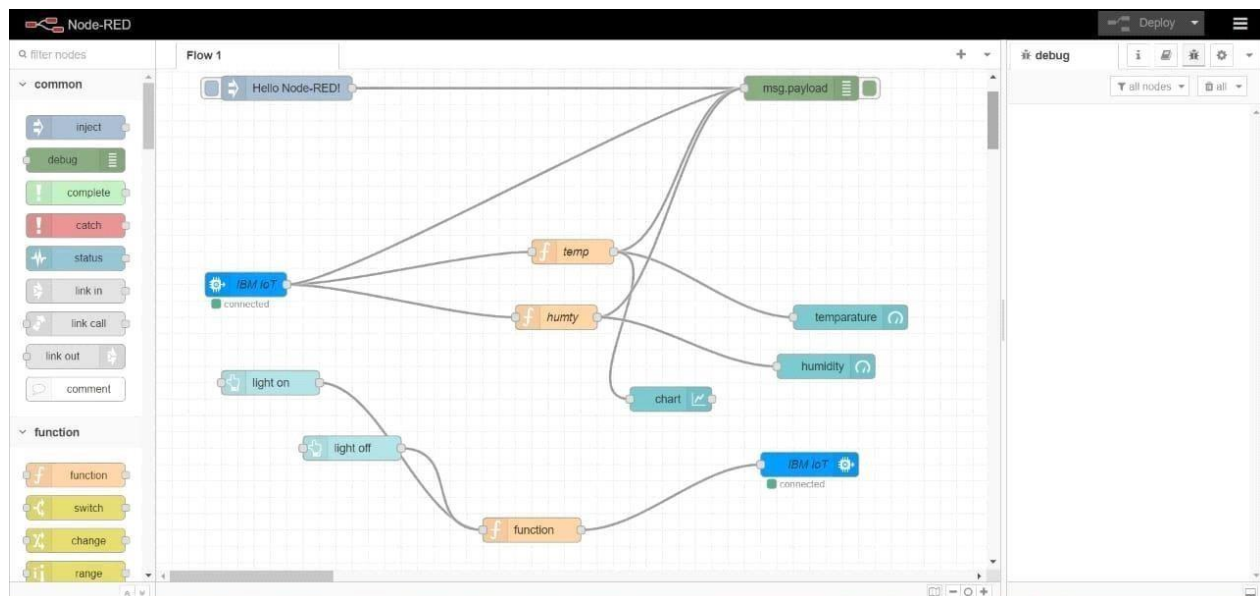 Node-RED
Deploy
filter nodes
Flow 1
debug
all nodes
all
common
inject
debug
complete
catch
status
link in
link call
link out
comment
function
function
switch
change
range
Hello Node-RED!
msg.payload
temp
IBM IoT
connected
humty
temparature
humidity
light on
chart
light off
IBM IoT
connected
function